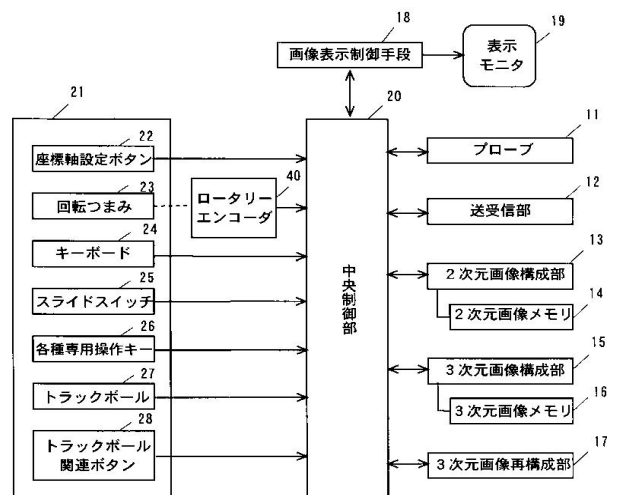 18
画像表示制御手段
19
表示
モニタ
21
20
22
座標軸設定ボタン
23
回転つまみ
40
ロータリー
エンコーダ
24
キーボード
25
スライドスイッチ
26
各種専用操作キー
27
トラックボール
28
トラックボール
関連ボタン
中央制御部
11
プローブ
12
送受信部
13
2次元画像構成部
14
2次元画像メモリ
15
3次元画像構成部
16
3次元画像メモリ
17
3次元画像再構成部